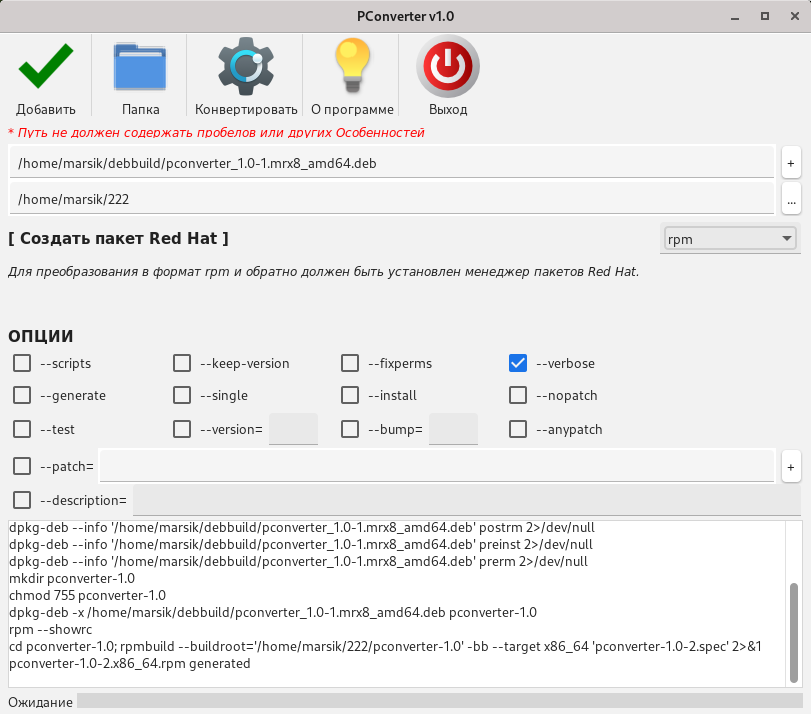 PConverter v1.0
Добавить
Папка
Конвертировать
О программе
Выход
* Путь не должен содержать пробелов или других Особенностей
/home/marsik/debbuild/pconverter_1.0-1.mrx8_amd64.deb
+
/home/marsik/222
...
[ Создать пакет Red Hat ]
rpm
Для преобразования в формат rpm и обратно должен быть установлен менеджер пакетов Red Hat.
ОПЦИИ
--scripts
--keep-version
--fixperms
--verbose
--generate
--single
--install
--nopatch
--test
--version=
--bump=
--anypatch
--patch=
+
--description=
dpkg-deb --info '/home/marsik/debbuild/pconverter_1.0-1.mrx8_amd64.deb' postrm 2>/dev/null
dpkg-deb --info '/home/marsik/debbuild/pconverter_1.0-1.mrx8_amd64.deb' preinst 2>/dev/null
dpkg-deb --info '/home/marsik/debbuild/pconverter_1.0-1.mrx8_amd64.deb' prerm 2>/dev/null
mkdir pconverter-1.0
chmod 755 pconverter-1.0
dpkg-deb -x /home/marsik/debbuild/pconverter_1.0-1.mrx8_amd64.deb pconverter-1.0
rpm --showrc
cd pconverter-1.0; rpmbuild --buildroot='/home/marsik/222/pconverter-1.0' -bb --target x86_64 'pconverter-1.0-2.spec' 2>&1
pconverter-1.0-2.x86_64.rpm generated
Ожидание